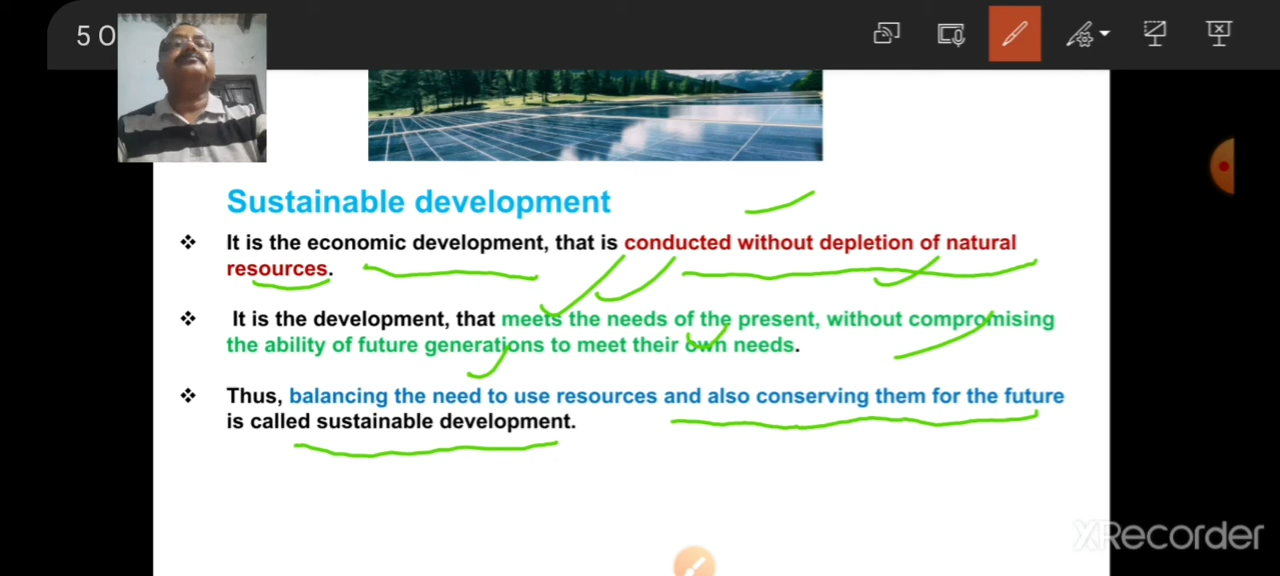 5 0
Sustainable development
❖ It is the economic development, that is conducted without depletion of natural
resources.
❖ It is the development, that meets the needs of the present, without compromising
the ability of future generations to meet their own needs.
❖ Thus, balancing the need to use resources and also conserving them for the future
is called sustainable development.
XRecorder